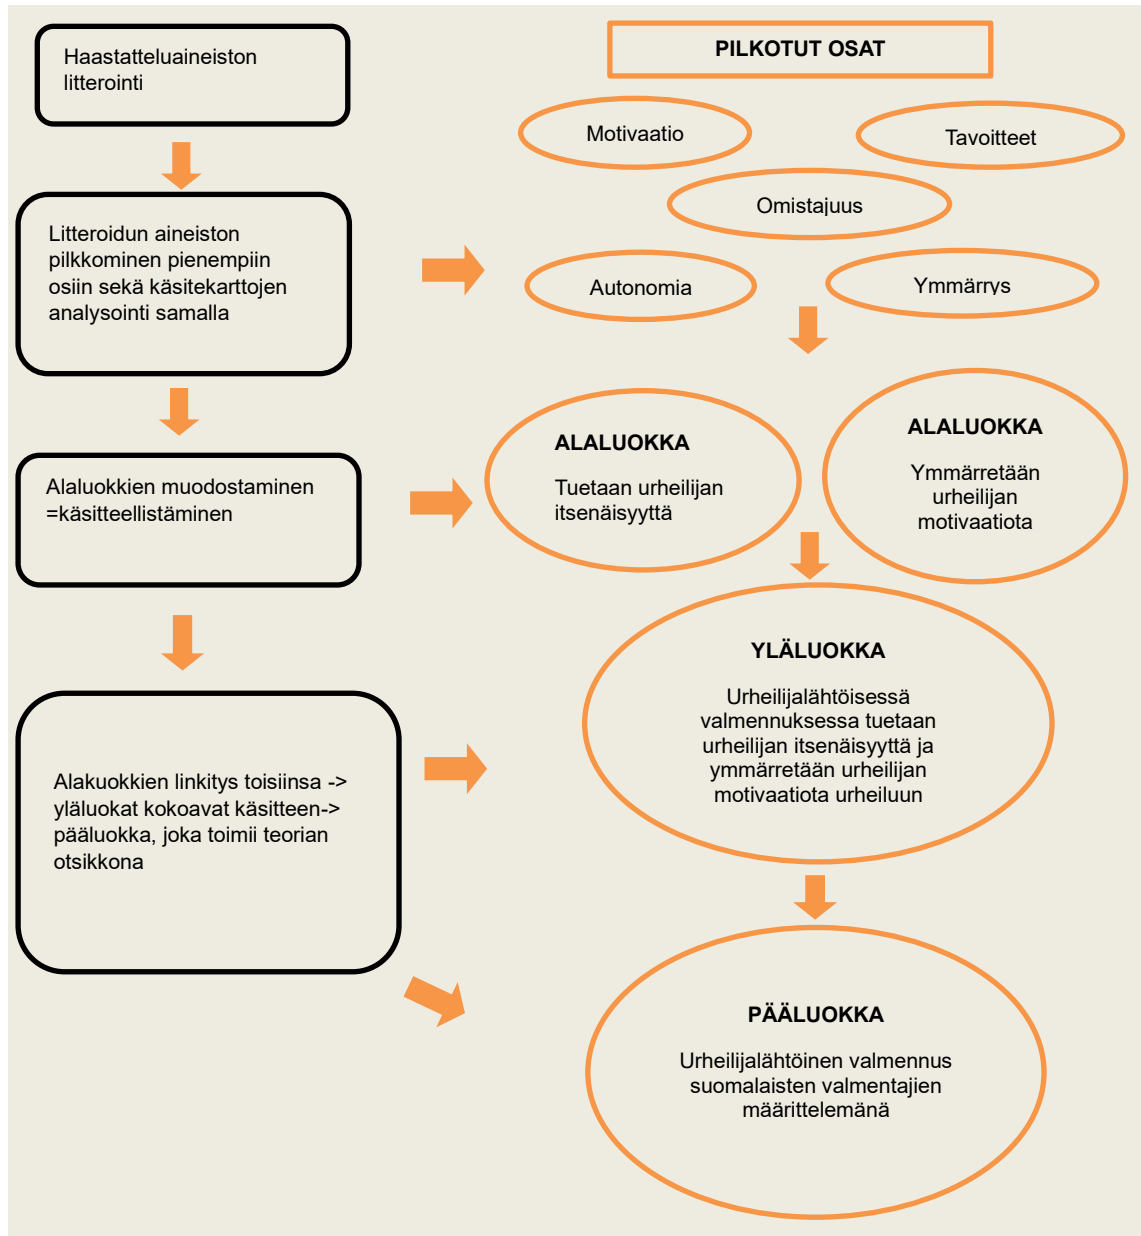 Haastatteluaineiston
litterointi
PILKOTUT OSAT
Motivaatio
Tavoitteet
Omistajuus
Litteroidun aineiston
pilkkominen pienempiin
osiin sekä käsitekarttojen
analysointi samalla
Autonomia
Ymmärrys
Alaluokkien muodostaminen
=käsitteellistäminen
ALALUOKKA
Tuetaan urheilijan
itsenäisyyttä
ALALUOKKA
Ymmärretään
urheilijan
motivaatiota
Alakuokkien linkitys toisiinsa ->
yläluokat kokoavat käsitteen->
pääluokka, joka toimii teorian
otsikkona
YLÄLUOKKA
Urheilijalähtöisessä
valmennuksessa tuetaan
urheilijan itsenäisyyttä ja
ymmärretään urheilijan
motivaatiota urheiluun
PÄÄLUOKKA
Urheilijalähtöinen valmennus
suomalaisten valmentajien
määrittelemänä